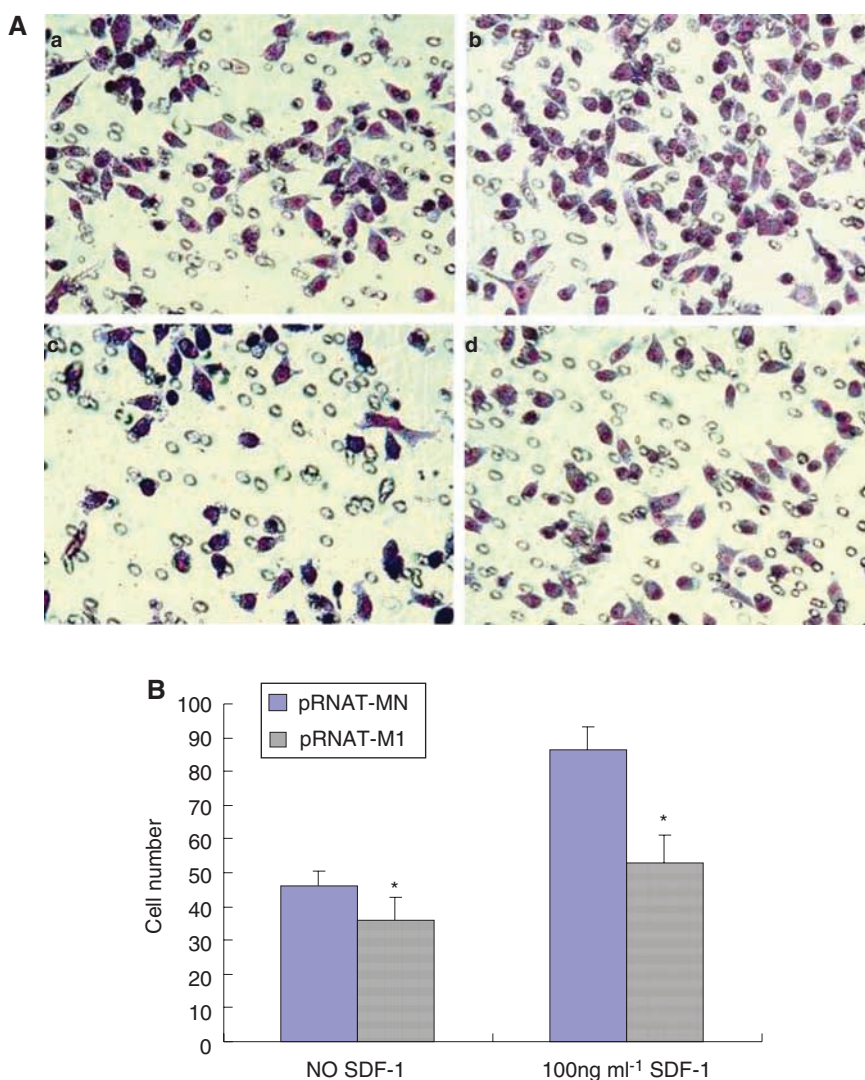 A
a
b
c
d
B
pRNAT-MN
pRNAT-M1
Cell number
100
90
80
70
60
50
40
30
20
10
0
*
*
NO SDF-1
100ng ml⁻¹ SDF-1